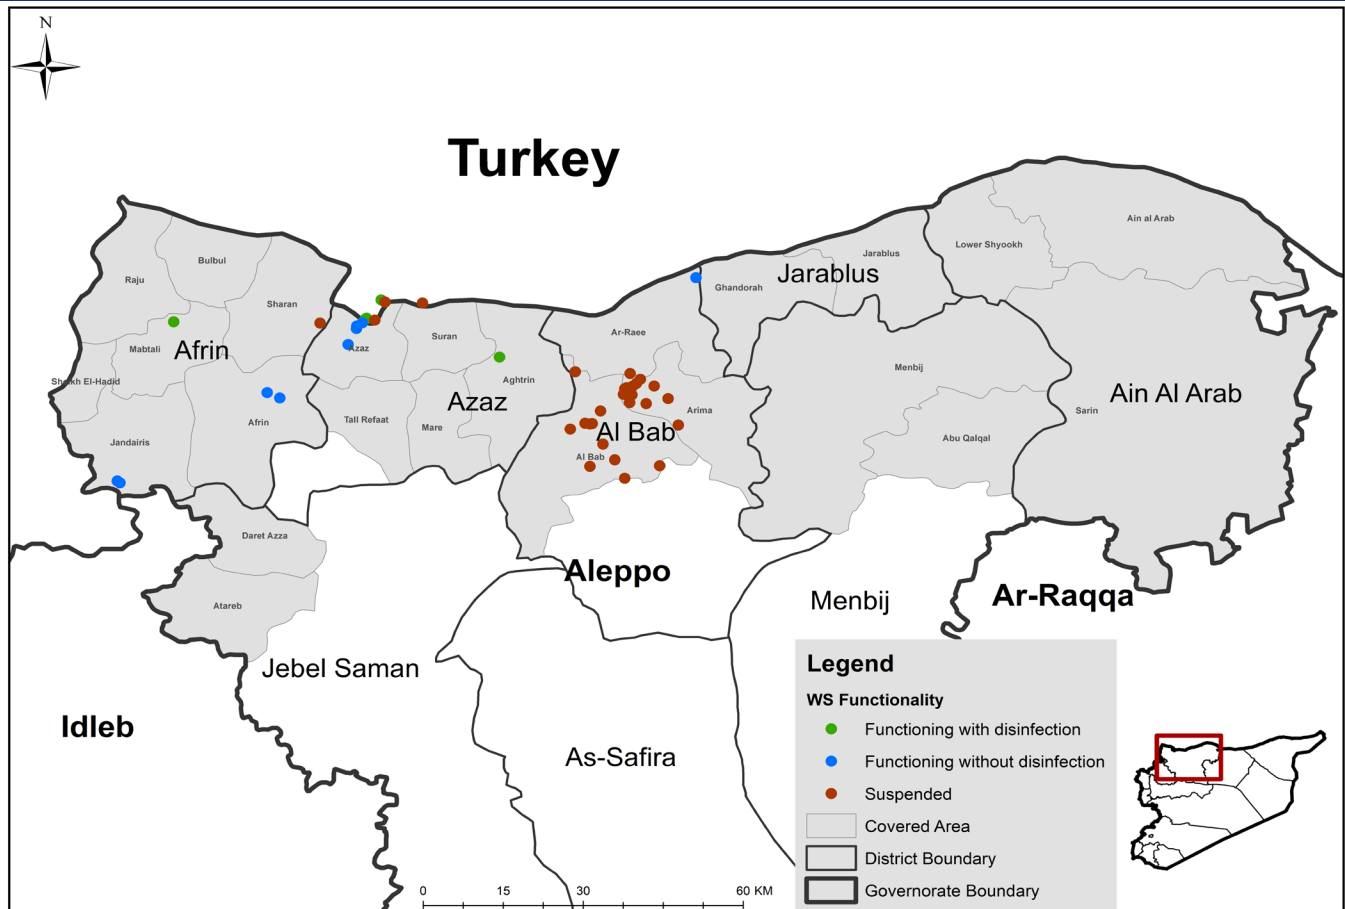 N
Turkey
Ain al Arab
Lower Shyookh
Jarablus
Bulbul
Jarablus
Raju
Ghandorah
Sharan
Ar-Raee
Suran
Mabtali
Afrin
Azaz
Menbij
Sheikh El-Hadid
Aghtrin
Ain Al Arab
Azaz
Arima
Sarin
Tall Refaat
Afrin
Mare
Al Bab
Abu Qalqal
Jandairis
Al Bab
Daret Azza
Aleppo
Ar-Raqqa
Menbij
Atareb
Jebel Saman
Idleb
As-Safira
Legend
WS Functionality
Functioning with disinfection
Functioning without disinfection
Suspended
Covered Area
District Boundary
Governorate Boundary
0 15 30 60 KM